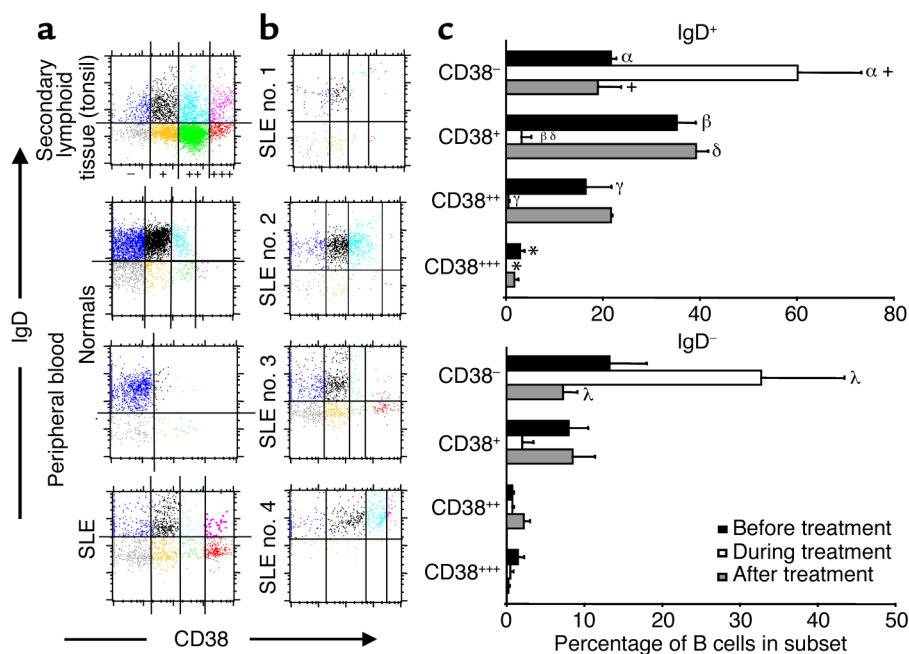 a
b
c
IgD
Secondary
lymphoid
tissue (tonsil)
Peripheral blood
Normals
SLE
− + ++ +++
SLE no. 1
SLE no. 2
SLE no. 3
SLE no. 4
CD38
IgD+
CD38−
α
α +
+
CD38+
β
β δ
δ
CD38++
γ
γ
CD38+++
*
*
0 20 40 60 80
IgD−
CD38−
λ
λ
CD38+
CD38++
CD38+++
Before treatment
During treatment
After treatment
0 10 20 30 40 50
Percentage of B cells in subset